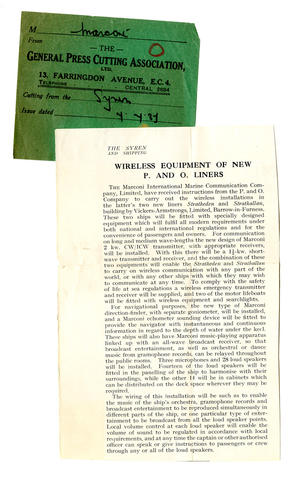 M Marconi
From
— THE —
GENERAL PRESS CUTTING ASSOCIATION,
LTD.
13, FARRINGDON AVENUE, E.C.4.
TELEPHONE CENTRAL 2694
Cutting from the Syren
Issue dated 7.4.37
THE SYREN
AND SHIPPING
WIRELESS EQUIPMENT OF NEW
P. AND O. LINERS
THE Marconi International Marine Communication Com-
pany, Limited, have received instructions from the P. and O.
Company to carry out the wireless installations in
the latter's two new liners Stratheden and Strathallan,
building by Vickers-Armstrongs, Limited, Barrow-in-Furness.
These two ships will be fitted with specially designed
equipment which will fulfil all modern requirements under
both national and international regulations and for the
convenience of passengers and owners. For communication
on long and medium wave-lengths the new design of Marconi
2 kw. CW/ICW transmitter, with appropriate receivers,
will be installed. With this there will be a 1½-kw. short-
wave transmitter and receiver, and the combination of these
two equipments will enable the Stratheden and Strathallan
to carry on wireless communication with any part of the
world, or with any other ships with which they may wish
to communicate at any time. To comply with the safety
of life at sea regulations a wireless emergency transmitter
and receiver will be supplied, and two of the motor lifeboats
will be fitted with wireless equipment and searchlights.
For navigational purposes, the new type of Marconi
direction-finder, with separate goniometer, will be installed,
and a Marconi echometer sounding device will be fitted to
provide the navigator with instantaneous and continuous
information in regard to the depth of water under the keel.
These ships will also have Marconi music-playing apparatus
linked up with an all-wave broadcast receiver, so that
broadcast entertainment, as well as orchestral or dance
music from gramophone records, can be relayed throughout
the public rooms. Three microphones and 28 loud speakers
will be installed. Fourteen of the loud speakers will be
fitted in the panelling of the ship to harmonise with their
surroundings, while the other 14 will be in cabinets which
can be distributed on the deck space wherever they may be
required.
The wiring of this installation will be such as to enable
the music of the ship's orchestra, gramophone records and
broadcast entertainment to be reproduced simultaneously in
different parts of the ship, or one particular type of enter-
tainment to be broadcast from all the loud speaker points.
Local volume control at each loud speaker will enable the
volume of sound to be regulated in accordance with local
requirements, and at any time the captain or other authorised
officer can speak or give instructions to passengers or crew
through any or all of the loud speakers.